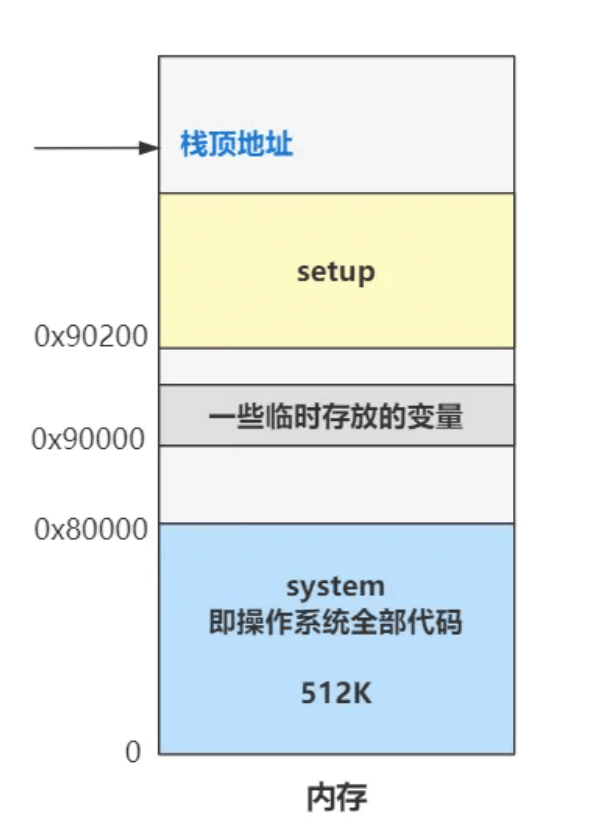 栈顶地址
setup
0x90200
一些临时存放的变量
0x90000
0x80000
system
即操作系统全部代码
512K
0
内存